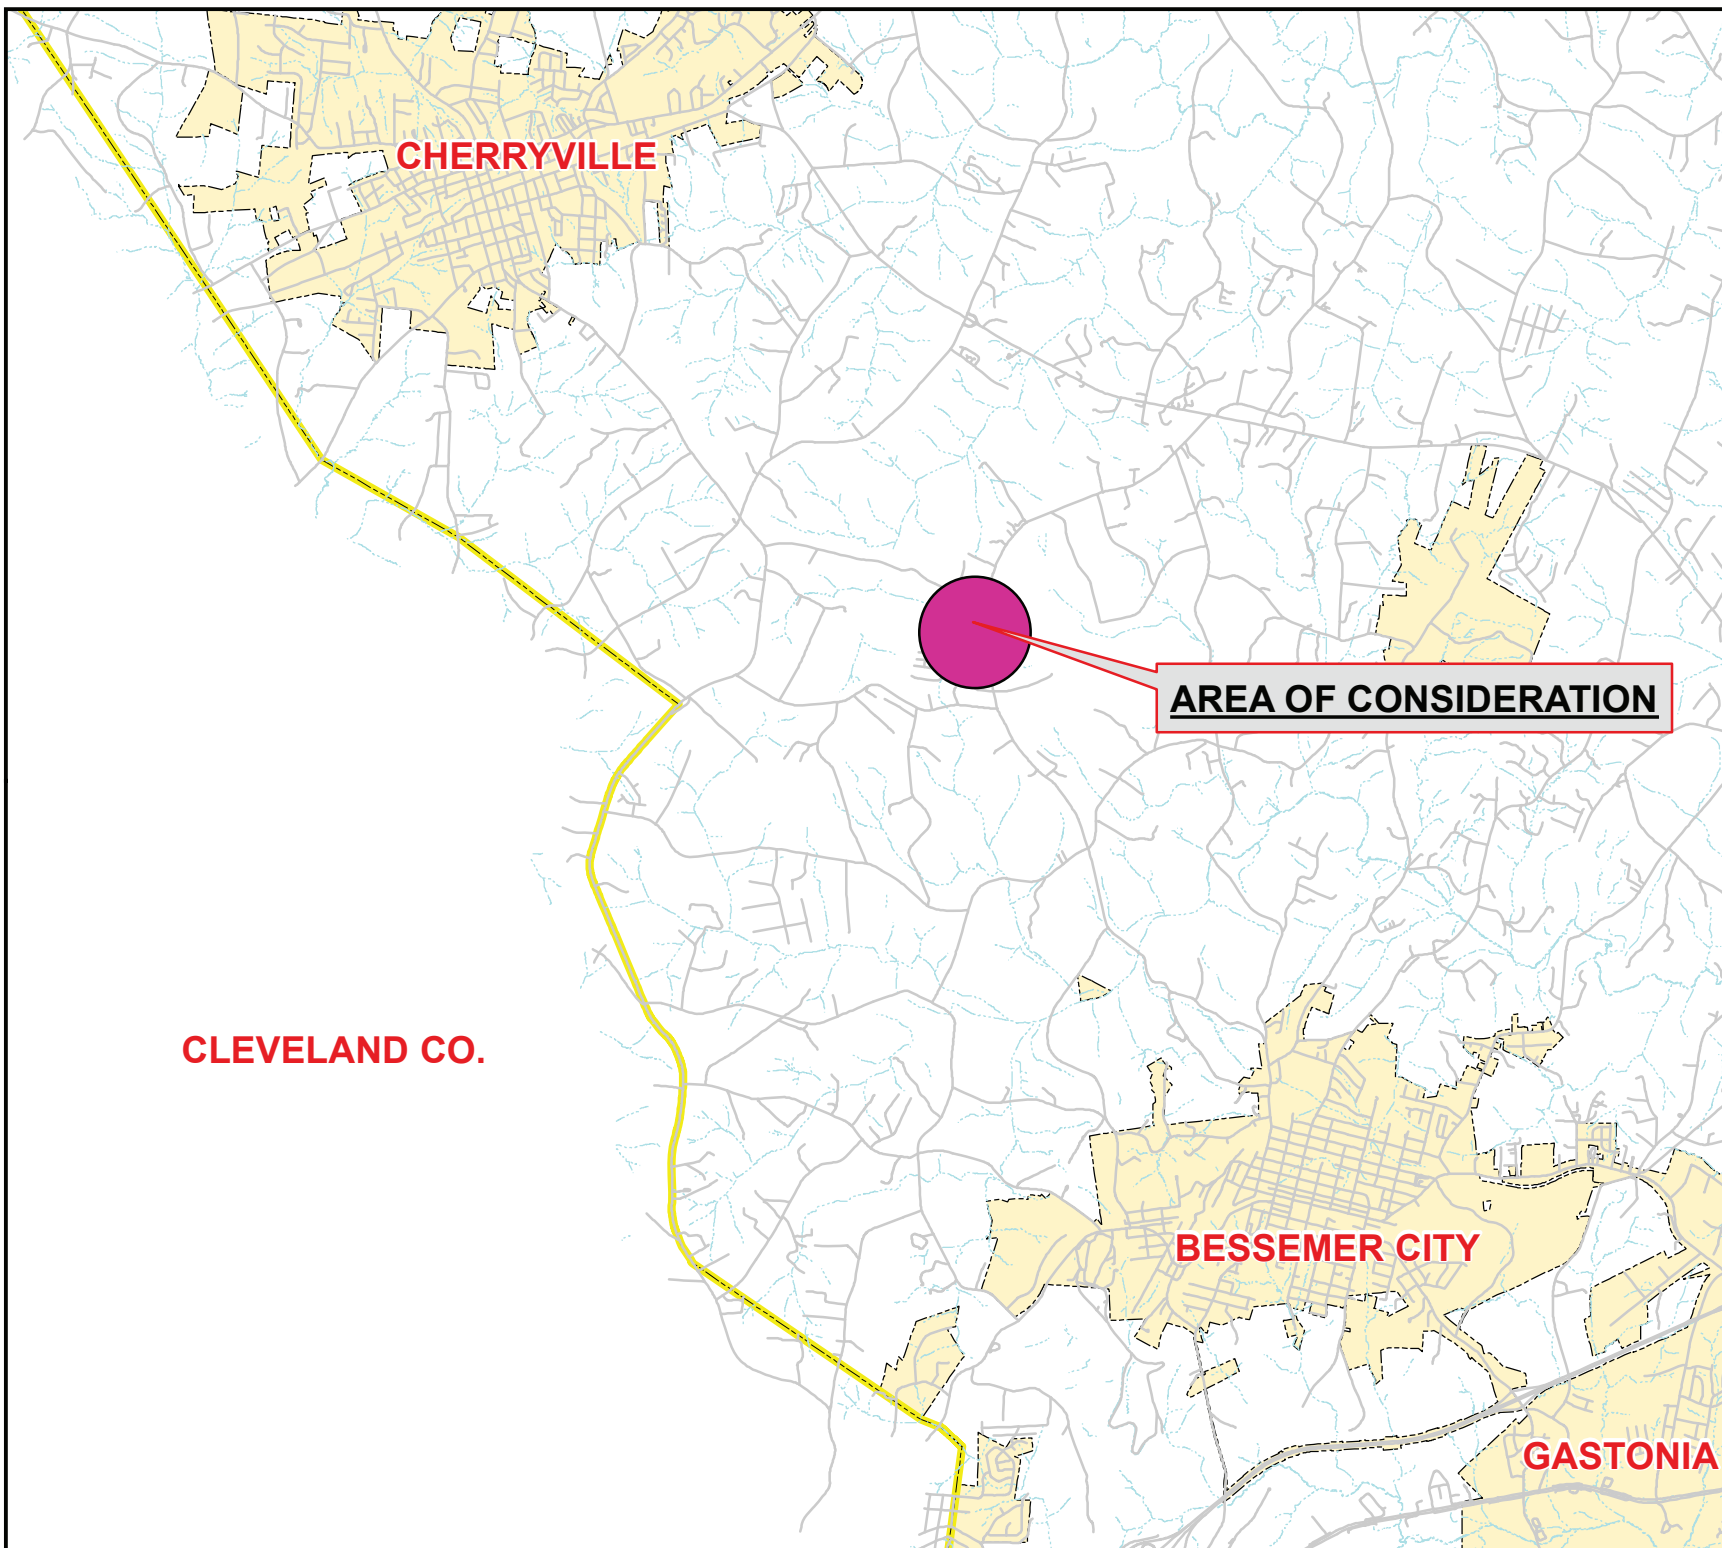 CHERRYVILLE
AREA OF CONSIDERATION
CLEVELAND CO.
BESSEMER CITY
GASTONIA